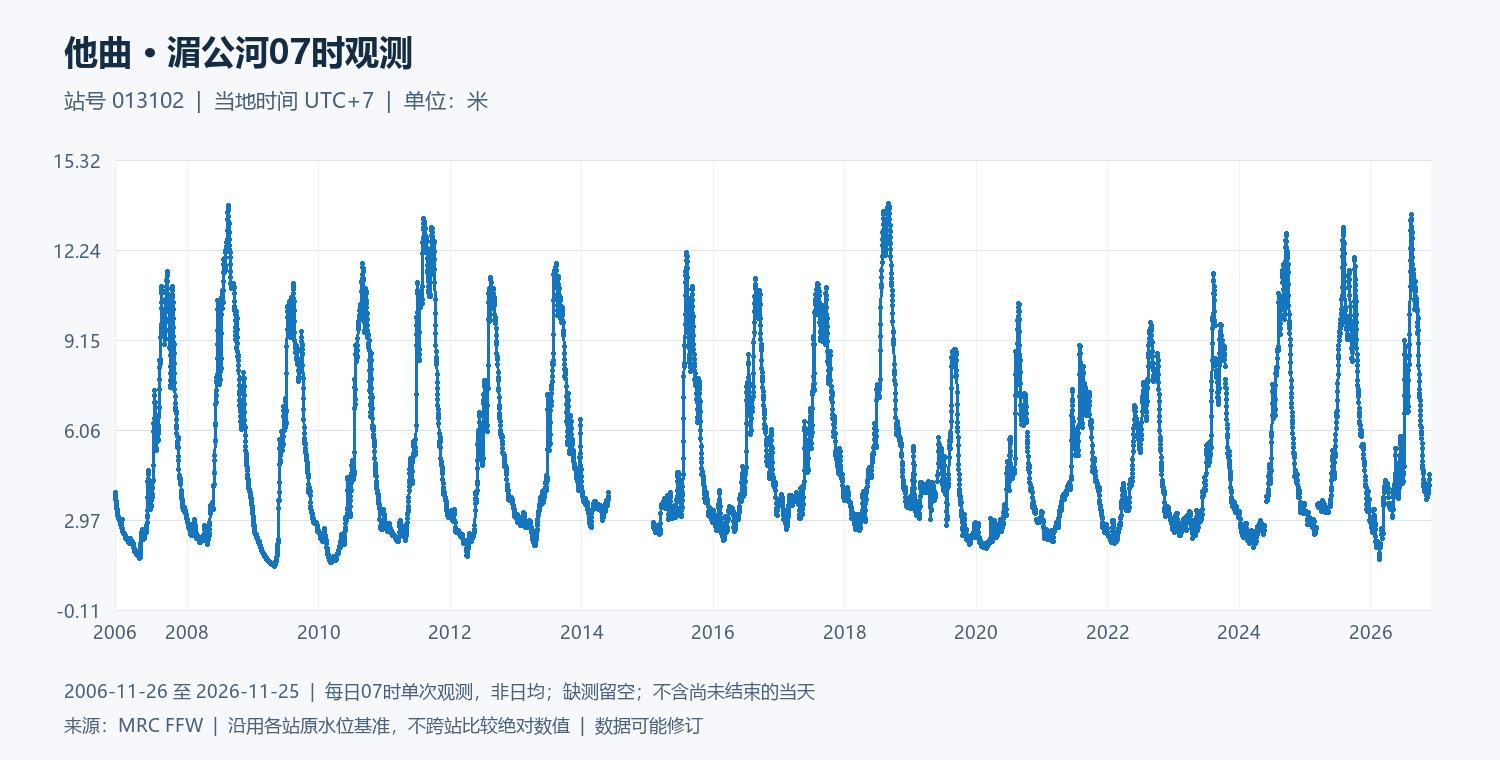 他曲 • 湄公河07时观测
站号 013102 | 当地时间 UTC+7 | 单位：米
15.32
12.24
9.15
6.06
2.97
-0.11
2006 2008 2010 2012 2014 2016 2018 2020 2022 2024 2026
2006-11-26 至 2026-11-25 | 每日07时单次观测，非日均；缺测留空；不含尚未结束的当天
来源：MRC FFW | 沿用各站原水位基准，不跨站比较绝对数值 | 数据可能修订